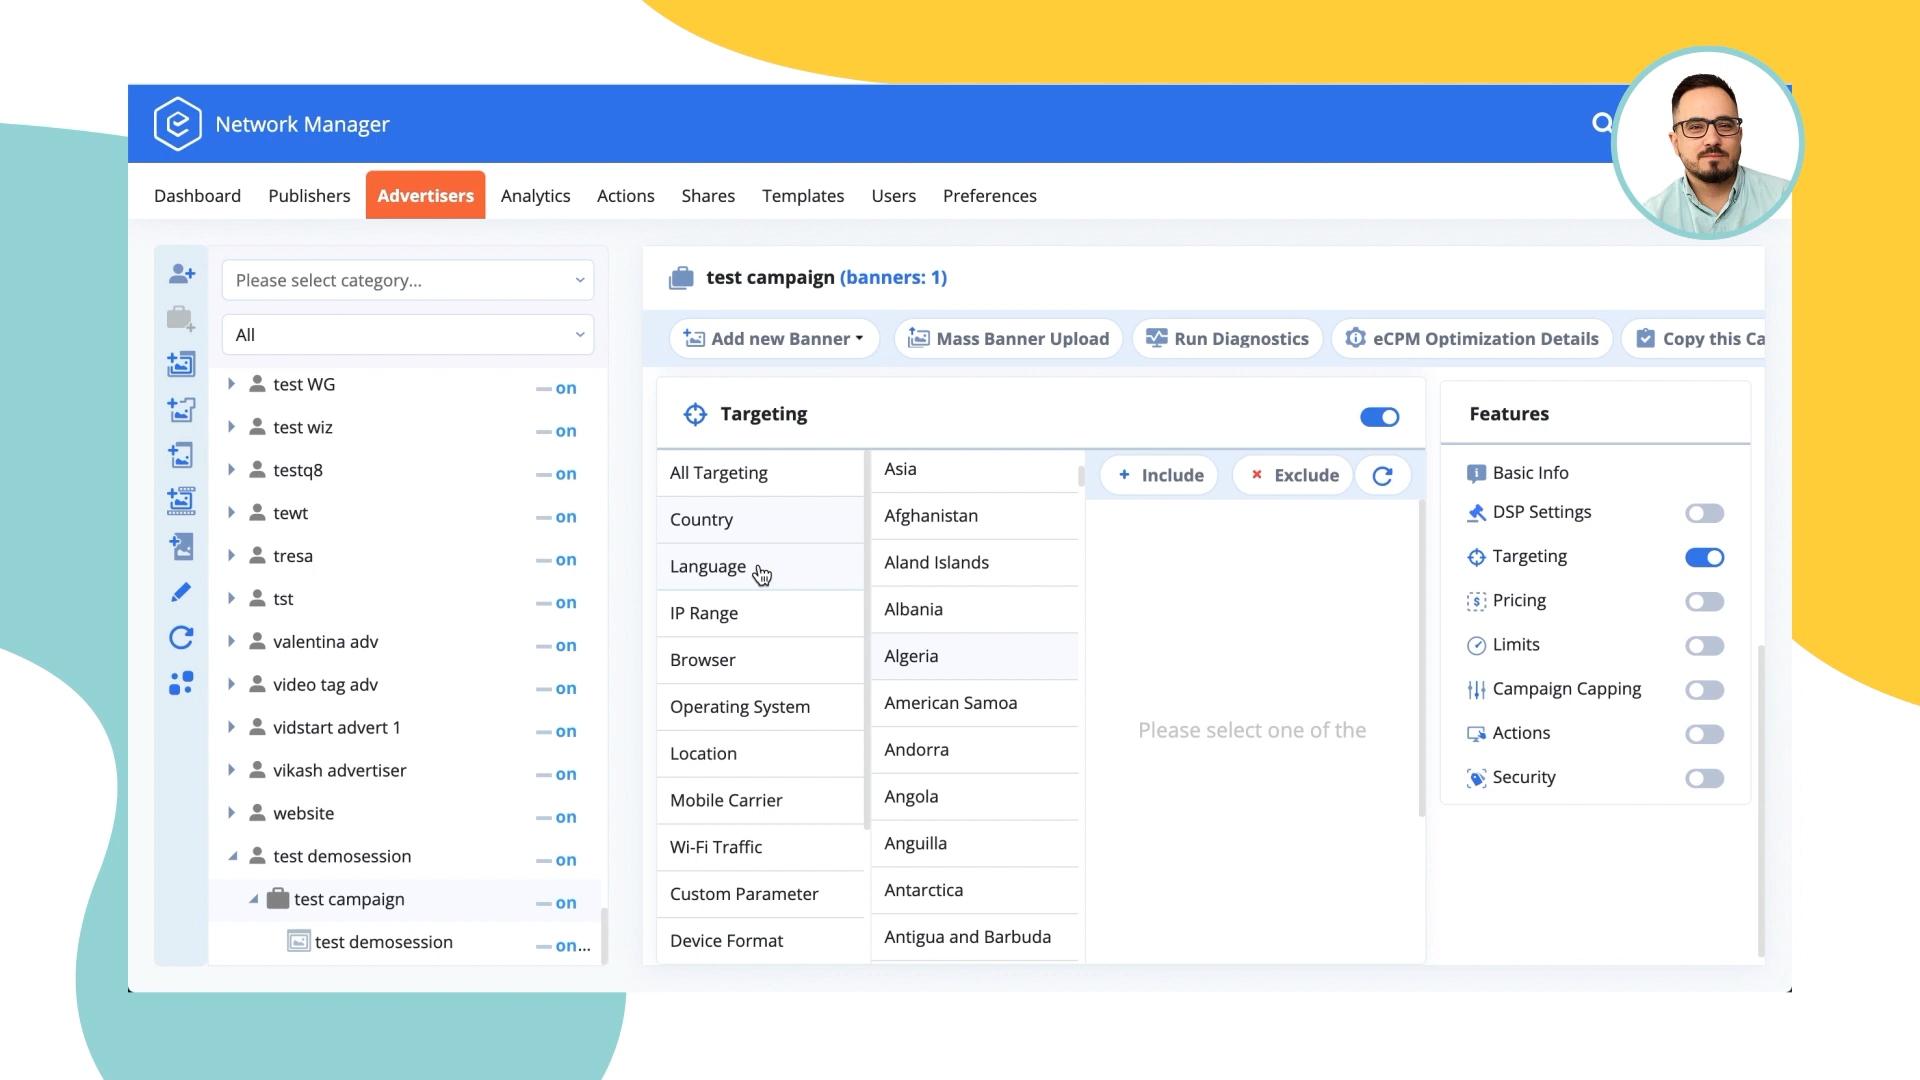 Network Manager
Dashboard Publishers Advertisers Analytics Actions Shares Templates Users Preferences
Please select category...
All
test WG on
test wiz on
testq8 on
tewt on
tresa on
tst on
valentina adv on
video tag adv on
vidstart advert 1 on
vikash advertiser on
website on
test demosession on
test campaign on
test demosession on...
test campaign (banners: 1)
Add new Banner Mass Banner Upload Run Diagnostics eCPM Optimization Details Copy this Ca
Targeting
All Targeting
Country
Language
IP Range
Browser
Operating System
Location
Mobile Carrier
Wi-Fi Traffic
Custom Parameter
Device Format
Asia
Afghanistan
Aland Islands
Albania
Algeria
American Samoa
Andorra
Angola
Anguilla
Antarctica
Antigua and Barbuda
+ Include × Exclude
Please select one of the
Features
Basic Info
DSP Settings
Targeting
Pricing
Limits
Campaign Capping
Actions
Security